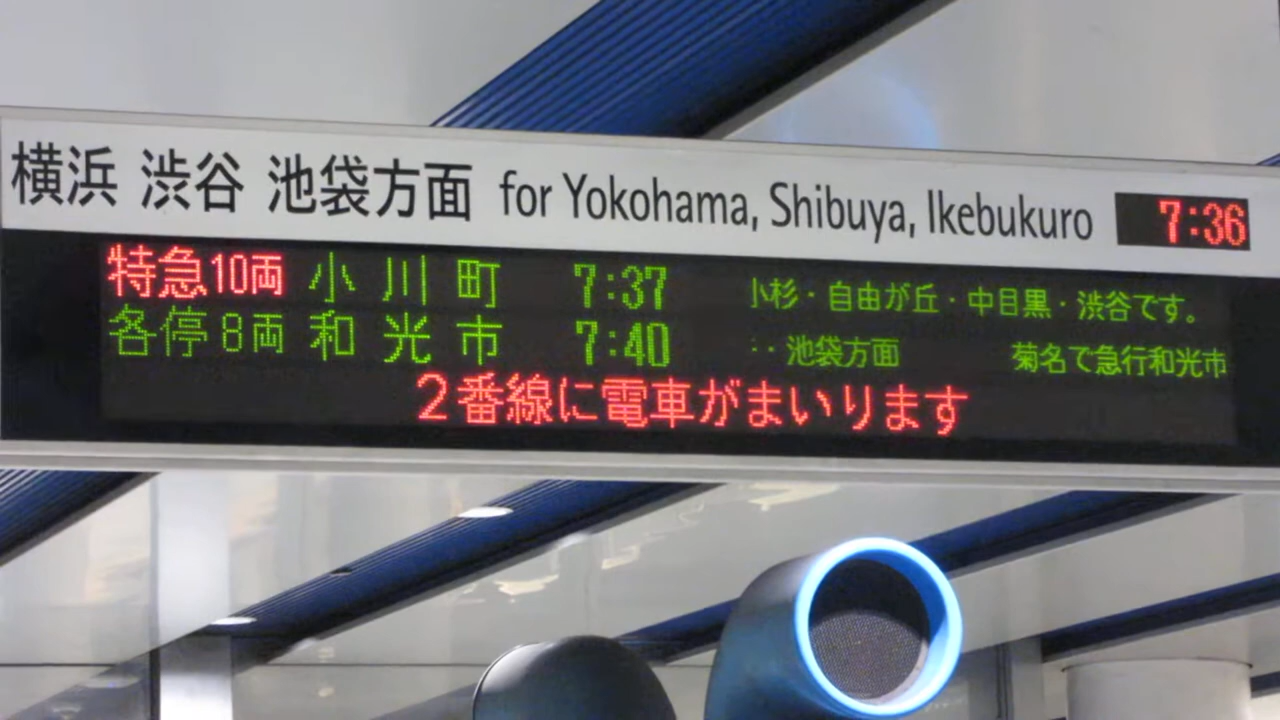 横浜 渋谷 池袋方面 for Yokohama, Shibuya, Ikebukuro 7:36
特急10両 小川町 7:37 小杉・自由が丘・中目黒・渋谷です。
各停8両 和光市 7:40 池袋方面 菊名で急行和光市
2番線に電車がまいります